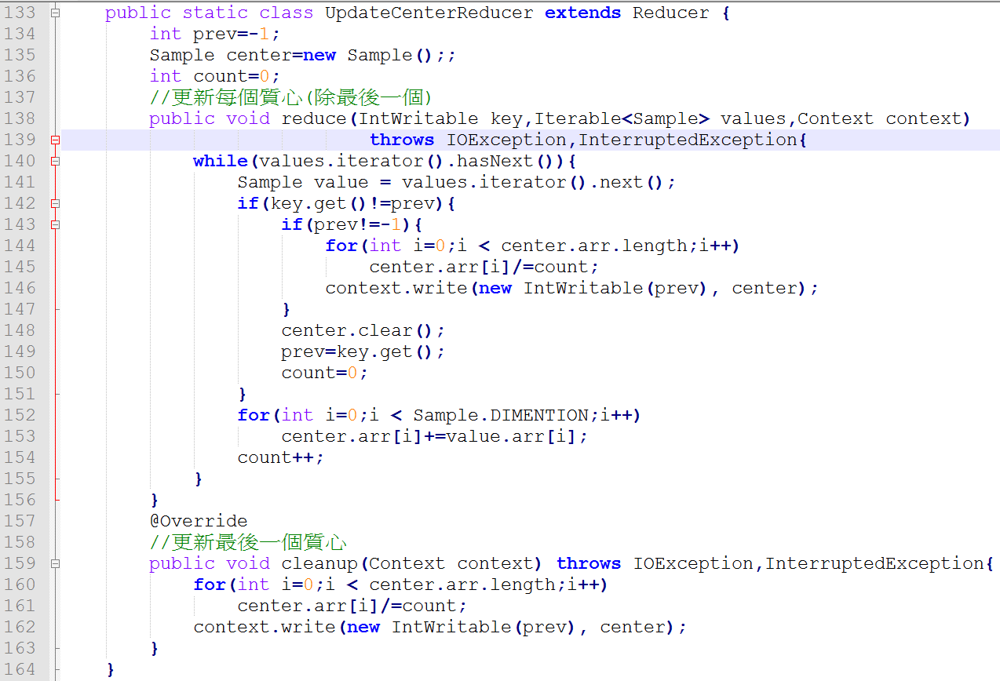 133 public static class UpdateCenterReducer extends Reducer {
134 int prev=-1;
135 Sample center=new Sample();;
136 int count=0;
137 //更新每個質心(除最後一個)
138 public void reduce(IntWritable key,Iterable<Sample> values,Context context)
139 throws IOException,InterruptedException{
140 while(values.iterator().hasNext()){
141 Sample value = values.iterator().next();
142 if(key.get()!=prev){
143 if(prev!=-1){
144 for(int i=0;i < center.arr.length;i++)
145 center.arr[i]/=count;
146 context.write(new IntWritable(prev), center);
147 }
148 center.clear();
149 prev=key.get();
150 count=0;
151 }
152 for(int i=0;i < Sample.DIMENTION;i++)
153 center.arr[i]+=value.arr[i];
154 count++;
155 }
156 }
157 @Override
158 //更新最後一個質心
159 public void cleanup(Context context) throws IOException,InterruptedException{
160 for(int i=0;i < center.arr.length;i++)
161 center.arr[i]/=count;
162 context.write(new IntWritable(prev), center);
163 }
164 }